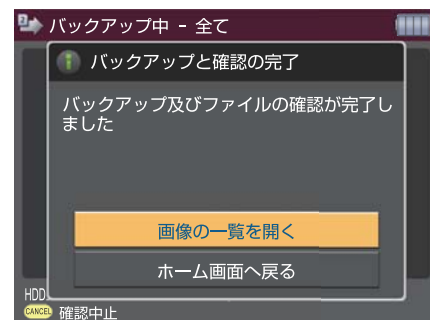 バックアップ中 - 全て
バックアップと確認の完了
バックアップ及びファイルの確認が完了し
ました
画像の一覧を開く
ホーム画面へ戻る
HDD
CANCEL 確認中止